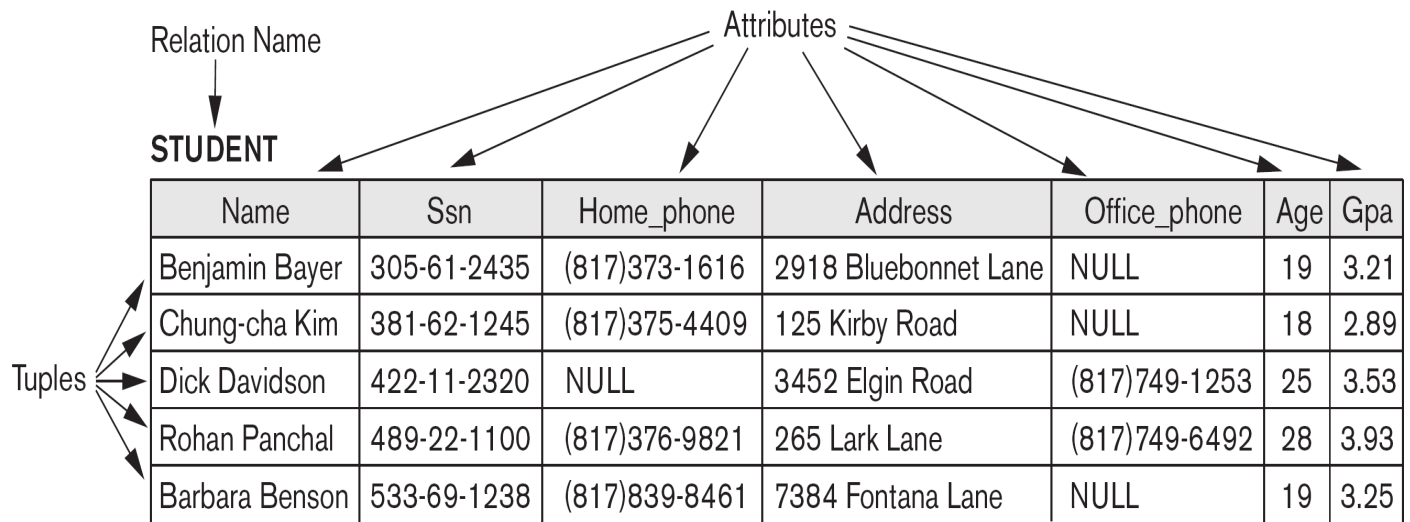 Attributes
Relation Name
STUDENT
Name Ssn Home_phone Address Office_phone Age Gpa
Benjamin Bayer 305-61-2435 (817)373-1616 2918 Bluebonnet Lane NULL 19 3.21
Chung-cha Kim 381-62-1245 (817)375-4409 125 Kirby Road NULL 18 2.89
Tuples Dick Davidson 422-11-2320 NULL 3452 Elgin Road (817)749-1253 25 3.53
Rohan Panchal 489-22-1100 (817)376-9821 265 Lark Lane (817)749-6492 28 3.93
Barbara Benson 533-69-1238 (817)839-8461 7384 Fontana Lane NULL 19 3.25